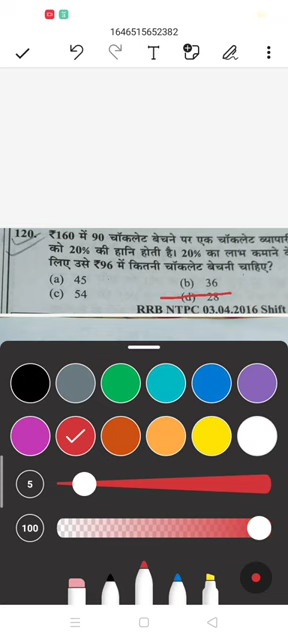 1646515652382
T
120. ₹160 में 90 चॉकलेट बेचने पर एक चॉकलेट व्यापारी
को 20% की हानि होती है। 20% का लाभ कमाने के
लिए उसे ₹96 में कितनी चॉकलेट बेचनी चाहिए?
(a) 45 (b) 36
(c) 54 (d) 28
RRB NTPC 03.04.2016 Shift
5
100